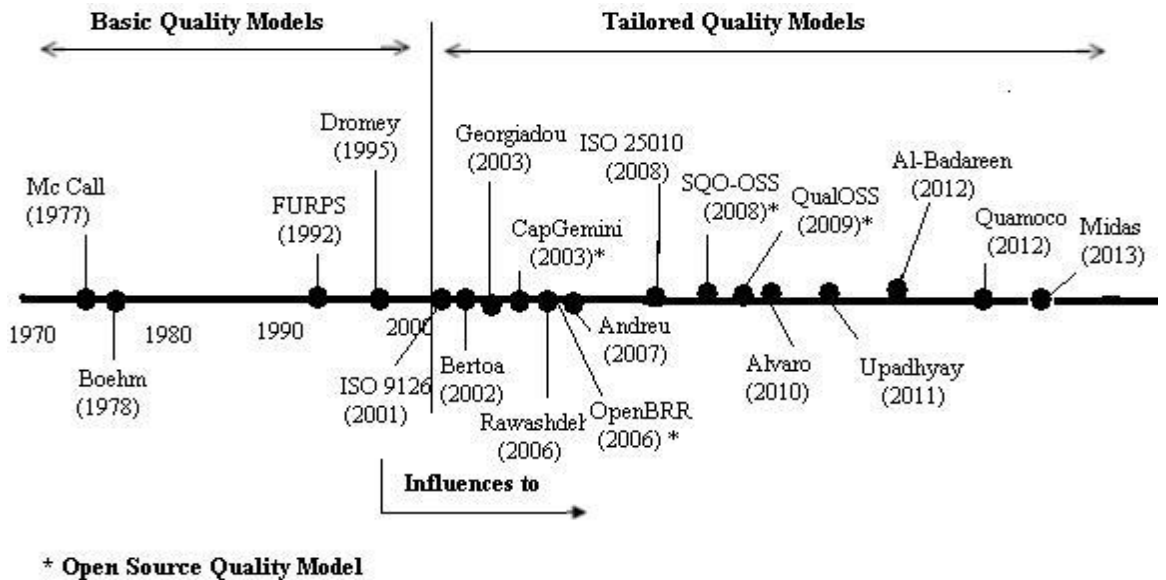 Basic Quality Models
Tailored Quality Models
Dromey
(1995)
Georgiadou
(2003)
ISO 25010
(2008)
Al-Badareen
(2012)
Mc Call
(1977)
FURPS
(1992)
SQO-OSS
(2008)*
QualOSS
(2009)*
CapGemini
(2003)*
Quamoco
(2012)
Midas
(2013)
1970
1980
1990
2000
Boehm
(1978)
ISO 9126
(2001)
Bertoa
(2002)
Rawashdeh
(2006)
OpenBRR
(2006) *
Andreu
(2007)
Alvaro
(2010)
Upadhyay
(2011)
Influences to
* Open Source Quality Model